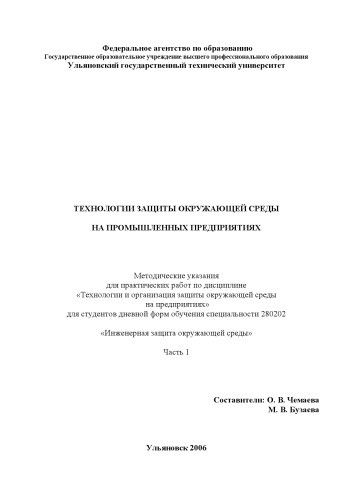 Федеральное агентство по образованию
Государственное образовательное учреждение высшего профессионального образования
Ульяновский государственный технический университет
ТЕХНОЛОГИИ ЗАЩИТЫ ОКРУЖАЮЩЕЙ СРЕДЫ
НА ПРОМЫШЛЕННЫХ ПРЕДПРИЯТИЯХ
Методические указания
для практических работ по дисциплине
«Технологии и организация защиты окружающей среды
на предприятиях»
для студентов дневной форм обучения специальности 280202
«Инженерная защита окружающей среды»
Часть 1
Составители: О. В. Чемаева
М. В. Бузаева
Ульяновск 2006